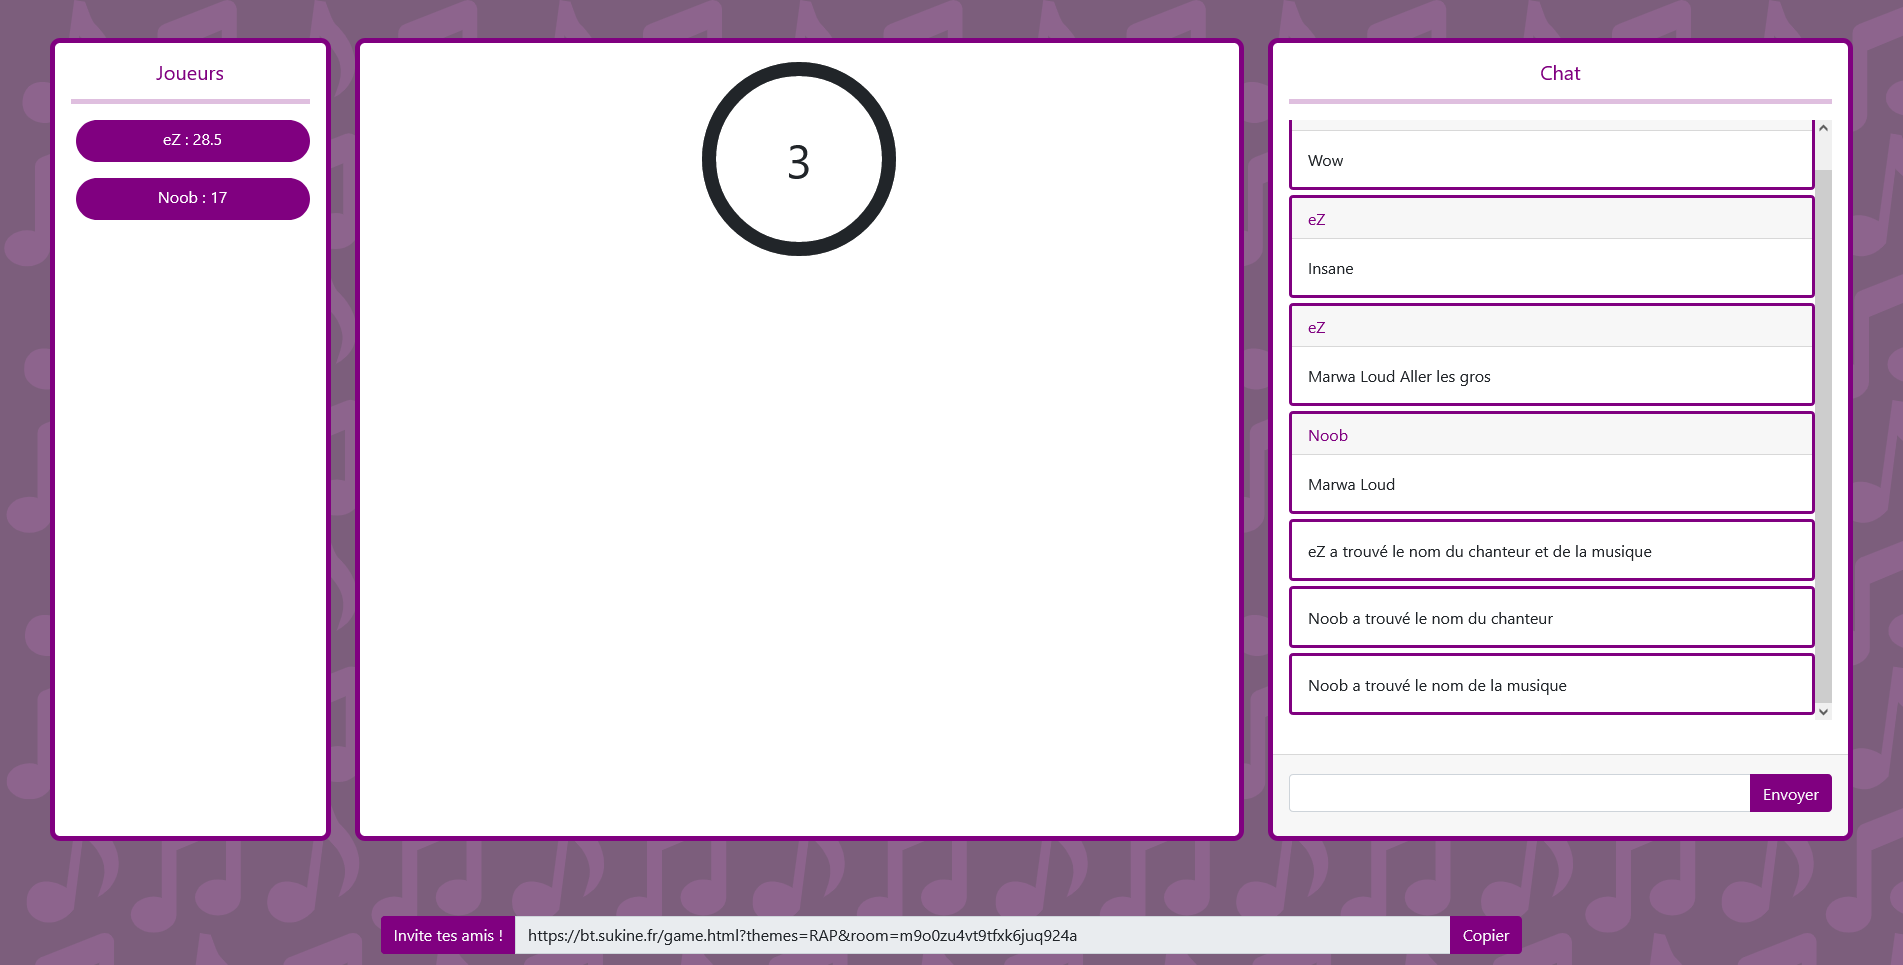 Joueurs
eZ : 28.5
Noob : 17
3
Chat
Wow
eZ
Insane
eZ
Marwa Loud Aller les gros
Noob
Marwa Loud
eZ a trouvé le nom du chanteur et de la musique
Noob a trouvé le nom du chanteur
Noob a trouvé le nom de la musique
Envoyer
Invite tes amis !
https://bt.sukine.fr/game.html?themes=RAP&room=m9o0zu4vt9tfxk6juq924a
Copier